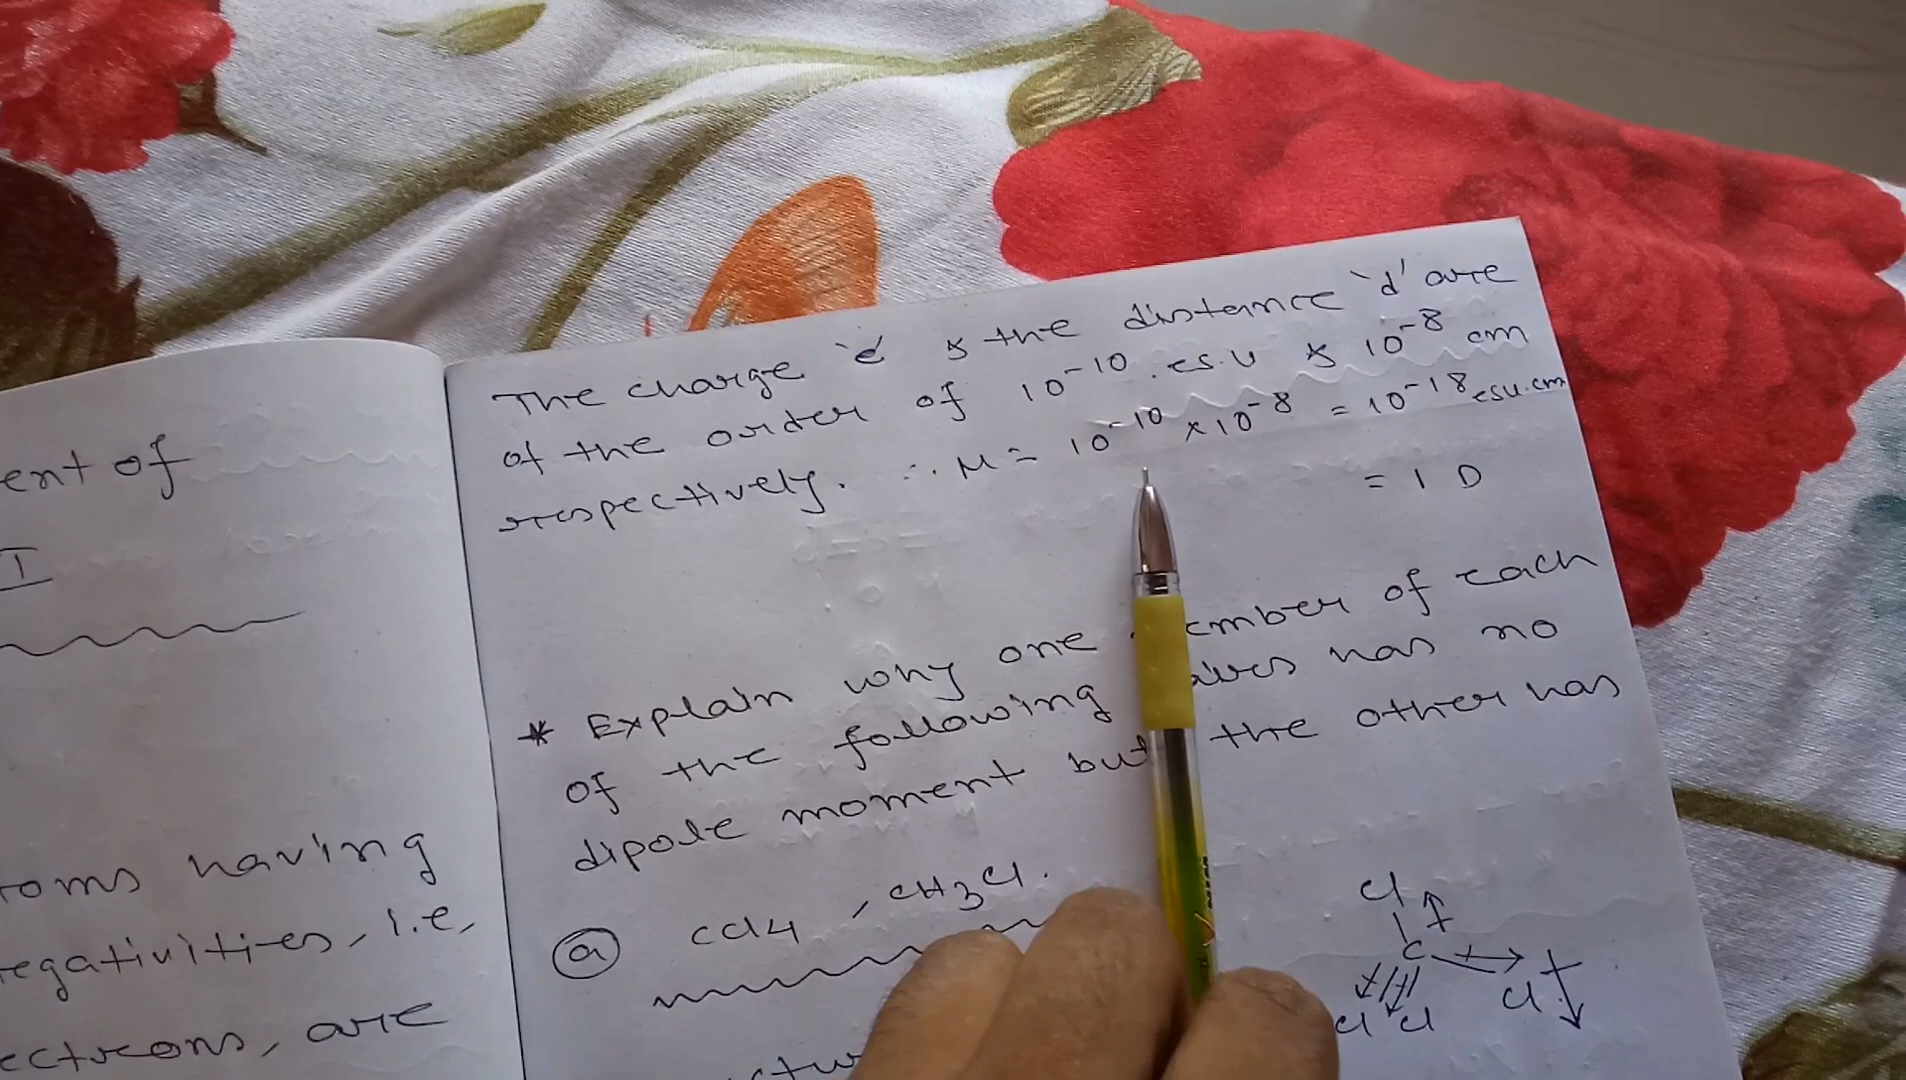 ent of
I
toms having
egativities, i.e,
ectrons, are
The charge 'e' & the distance 'd' are
of the order of 10⁻¹⁰ e.s.u & 10⁻⁸ cm
respectively. ∴ μ = 10⁻¹⁰ × 10⁻⁸ = 10⁻¹⁸ esu.cm
= 1 D
* Explain why one member of each
of the following pairs has no
dipole moment but the other has
(a) CCl4, CH3Cl.
Cl
C
Cl Cl Cl